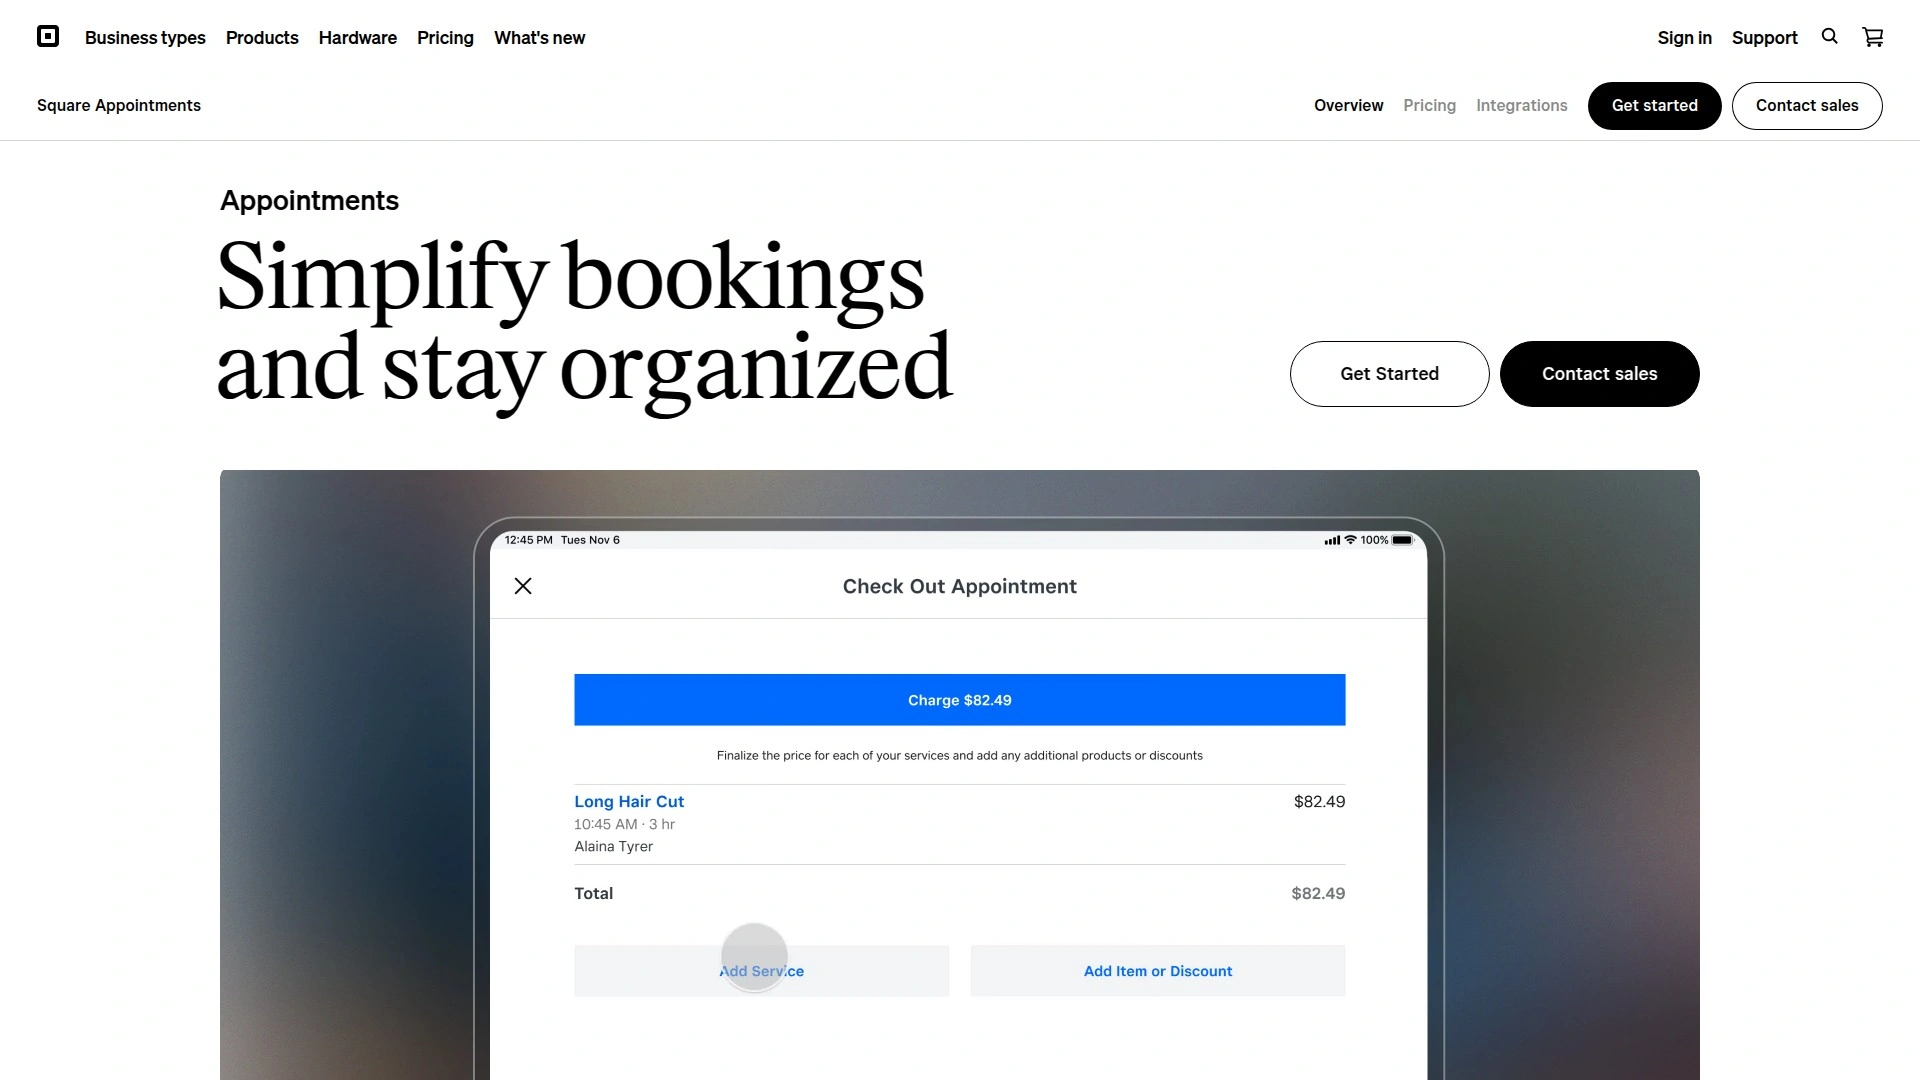 Business types Products Hardware Pricing What's new Sign in Support
Square Appointments Overview Pricing Integrations Get started Contact sales
Appointments
Simplify bookings
and stay organized
Get Started Contact sales
12:45 PM Tues Nov 6 100%
Check Out Appointment
Charge $82.49
Finalize the price for each of your services and add any additional products or discounts
Long Hair Cut $82.49
10:45 AM · 3 hr
Alaina Tyrer
Total $82.49
Add Service Add Item or Discount